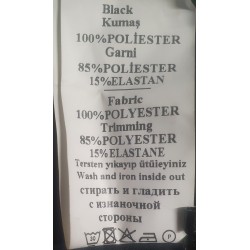 Black
Kumaş
100%POLİESTER
Garni
85%POLİESTER
15%ELASTAN
Fabric
100%POLYESTER
Trimming
85%POLYESTER
15%ELASTANE
Tersten yıkayıp ütüleyiniz
Wash and iron inside out
стирать и гладить
с изнаночной
стороны
30
P